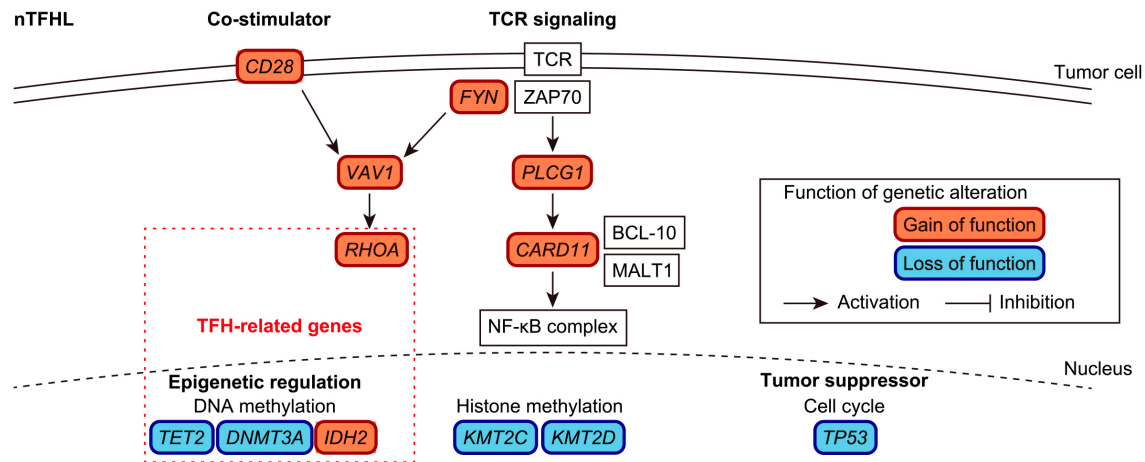 nTFHL
Co-stimulator
TCR signaling
CD28
TCR
Tumor cell
FYN
ZAP70
VAV1
PLCG1
RHOA
CARD11
BCL-10
MALT1
NF-κB complex
Function of genetic alteration
Gain of function
Loss of function
Activation
Inhibition
TFH-related genes
Nucleus
Epigenetic regulation
DNA methylation
TET2
DNMT3A
IDH2
Histone methylation
KMT2C
KMT2D
Tumor suppressor
Cell cycle
TP53